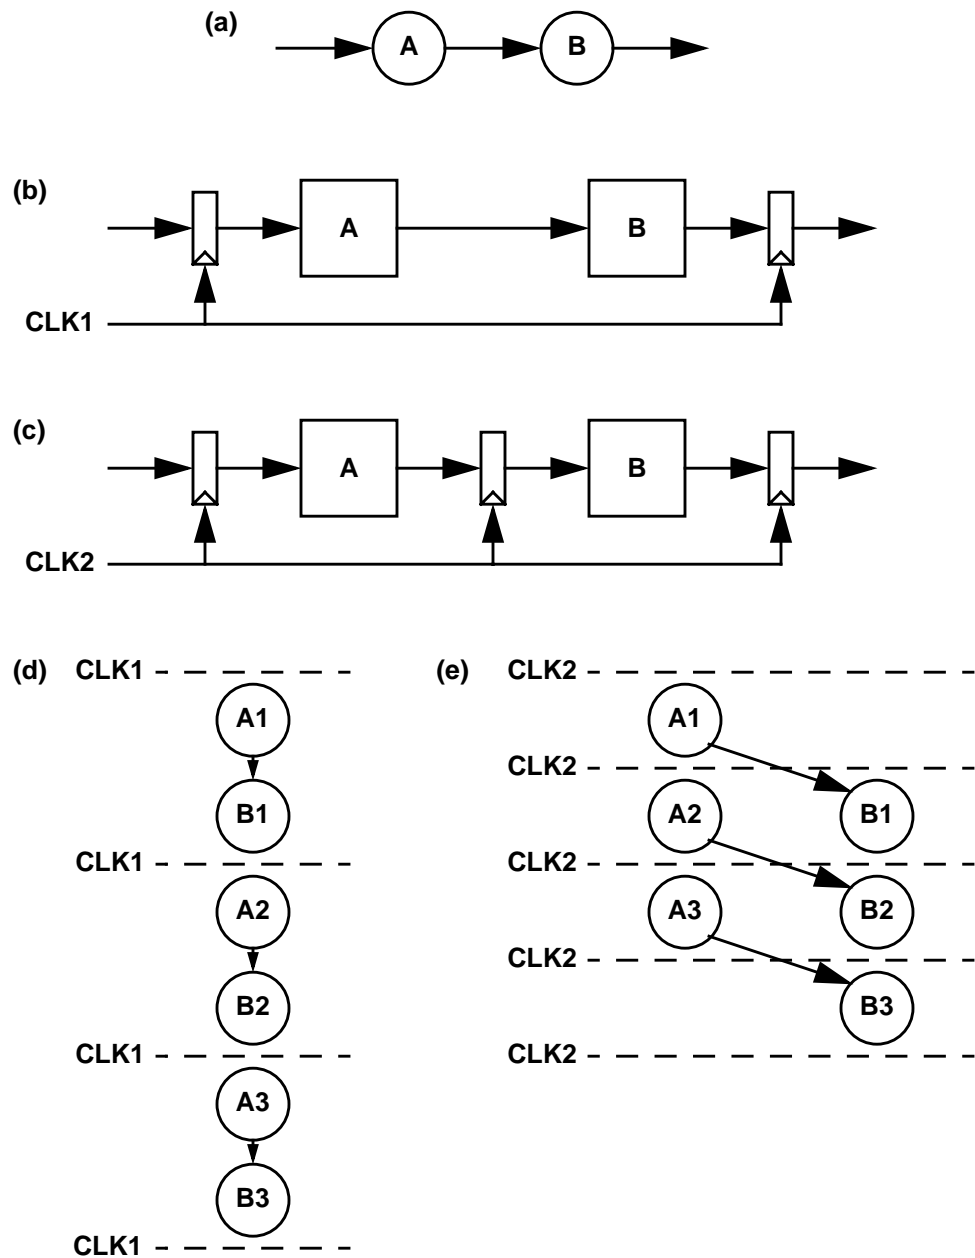 (a)
A B
(b)
A B
CLK1
(c)
A B
CLK2
(d) CLK1
A1
B1
CLK1
A2
B2
CLK1
A3
B3
CLK1
(e) CLK2
A1
CLK2
A2 B1
CLK2
A3 B2
CLK2
B3
CLK2